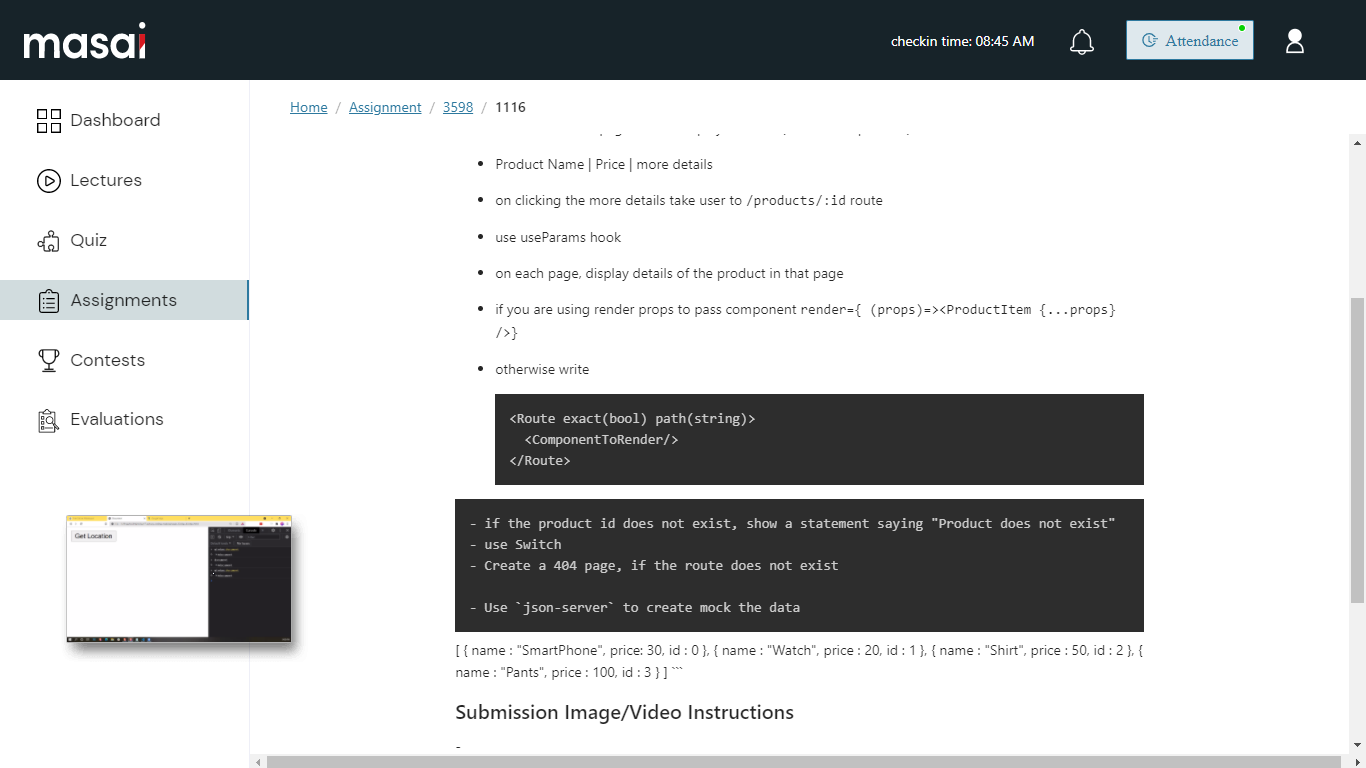 masai
checkin time: 08:45 AM
Attendance
Dashboard
Lectures
Quiz
Assignments
Contests
Evaluations
Home / Assignment / 3598 / 1116
Product Name | Price | more details
on clicking the more details take user to /products/:id route
use useParams hook
on each page, display details of the product in that page
if you are using render props to pass component render={ (props)=><ProductItem {...props}
/>}
otherwise write
<Route exact(bool) path(string)>
<ComponentToRender/>
</Route>
- if the product id does not exist, show a statement saying "Product does not exist"
- use Switch
- Create a 404 page, if the route does not exist
- Use `json-server` to create mock the data
[ { name : "SmartPhone", price: 30, id : 0 }, { name : "Watch", price : 20, id : 1 }, { name : "Shirt", price : 50, id : 2 }, {
name : "Pants", price : 100, id : 3 } ] ```
Submission Image/Video Instructions
-
Get Location